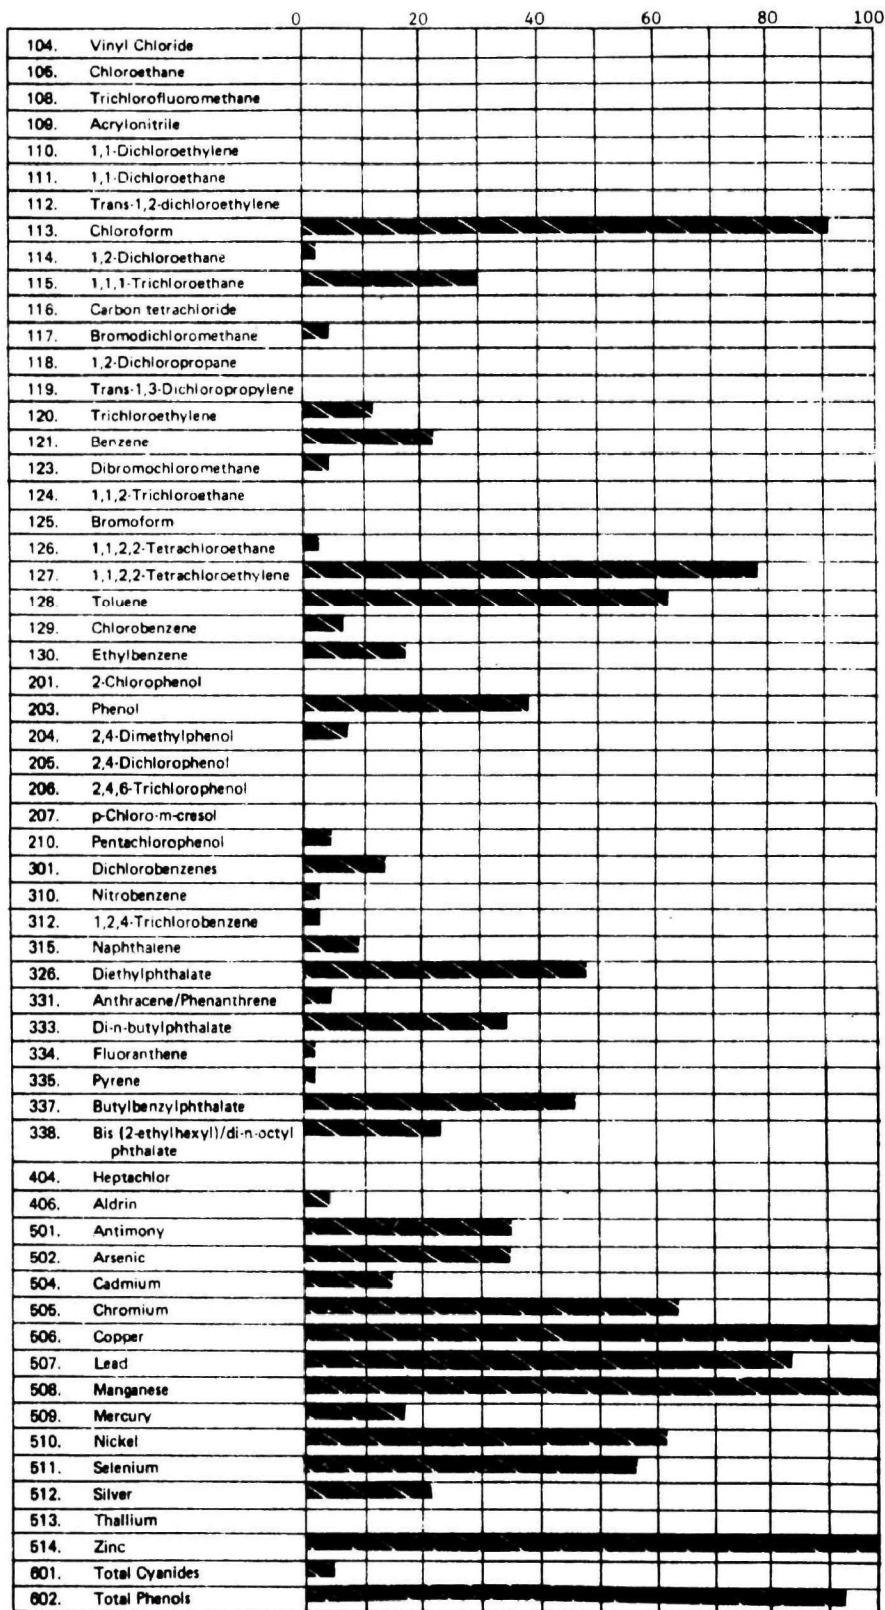 0 20 40 60 80 100
104. Vinyl Chloride
106. Chloroethane
108. Trichlorofluoromethane
109. Acrylonitrile
110. 1,1-Dichloroethylene
111. 1,1-Dichloroethane
112. Trans-1,2-dichloroethylene
113. Chloroform
114. 1,2-Dichloroethane
115. 1,1,1-Trichloroethane
116. Carbon tetrachloride
117. Bromodichloromethane
118. 1,2-Dichloropropane
119. Trans-1,3-Dichloropropylene
120. Trichloroethylene
121. Benzene
123. Dibromochloromethane
124. 1,1,2-Trichloroethane
125. Bromoform
126. 1,1,2,2-Tetrachloroethane
127. 1,1,2,2-Tetrachloroethylene
128. Toluene
129. Chlorobenzene
130. Ethylbenzene
201. 2-Chlorophenol
203. Phenol
204. 2,4-Dimethylphenol
205. 2,4-Dichlorophenol
206. 2,4,6-Trichlorophenol
207. p-Chloro-m-cresol
210. Pentachlorophenol
301. Dichlorobenzenes
310. Nitrobenzene
312. 1,2,4-Trichlorobenzene
315. Naphthalene
326. Diethylphthalate
331. Anthracene/Phenanthrene
333. Di-n-butylphthalate
334. Fluoranthene
335. Pyrene
337. Butylbenzylphthalate
338. Bis (2-ethylhexyl)/di-n-octyl
phthalate
404. Heptachlor
406. Aldrin
501. Antimony
502. Arsenic
504. Cadmium
505. Chromium
506. Copper
507. Lead
508. Manganese
509. Mercury
510. Nickel
511. Selenium
512. Silver
513. Thallium
514. Zinc
601. Total Cyanides
602. Total Phenols